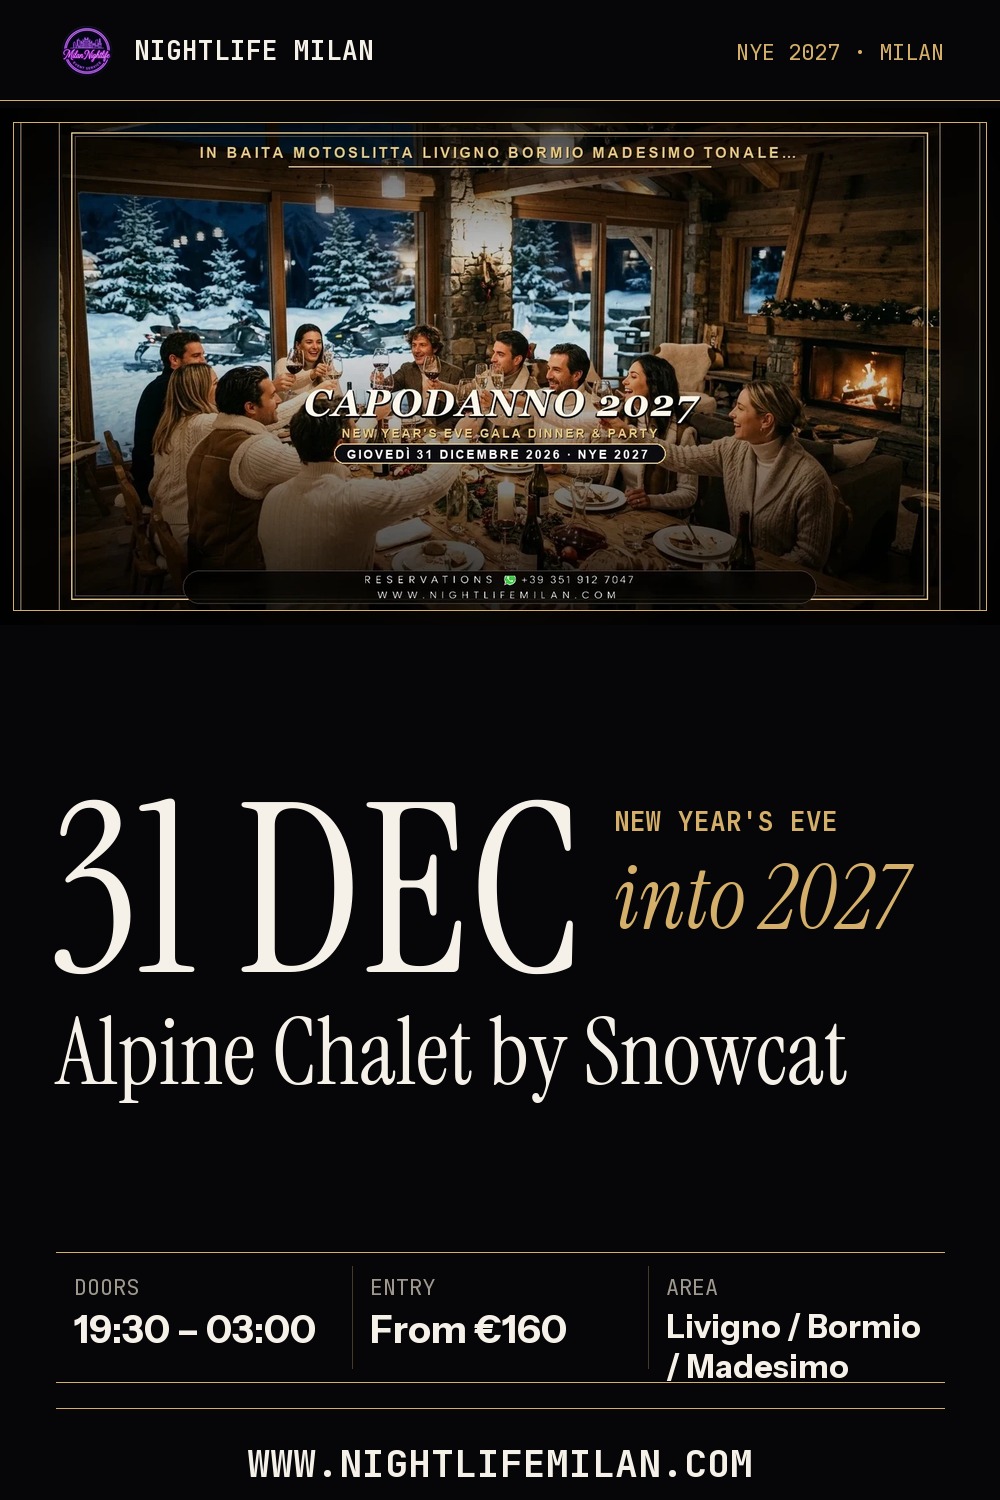 Milan Nightlife
NIGHTLIFE MILAN
NYE 2027 · MILAN
IN BAITA MOTOSLITTA LIVIGNO BORMIO MADESIMO TONALE...
CAPODANNO 2027
NEW YEAR'S EVE GALA DINNER & PARTY
GIOVEDÌ 31 DICEMBRE 2026 · NYE 2027
RESERVATIONS +39 351 912 7047
WWW.NIGHTLIFEMILAN.COM
31 DEC
NEW YEAR'S EVE
into 2027
Alpine Chalet by Snowcat
DOORS
19:30 – 03:00
ENTRY
From €160
AREA
Livigno / Bormio
/ Madesimo
WWW.NIGHTLIFEMILAN.COM